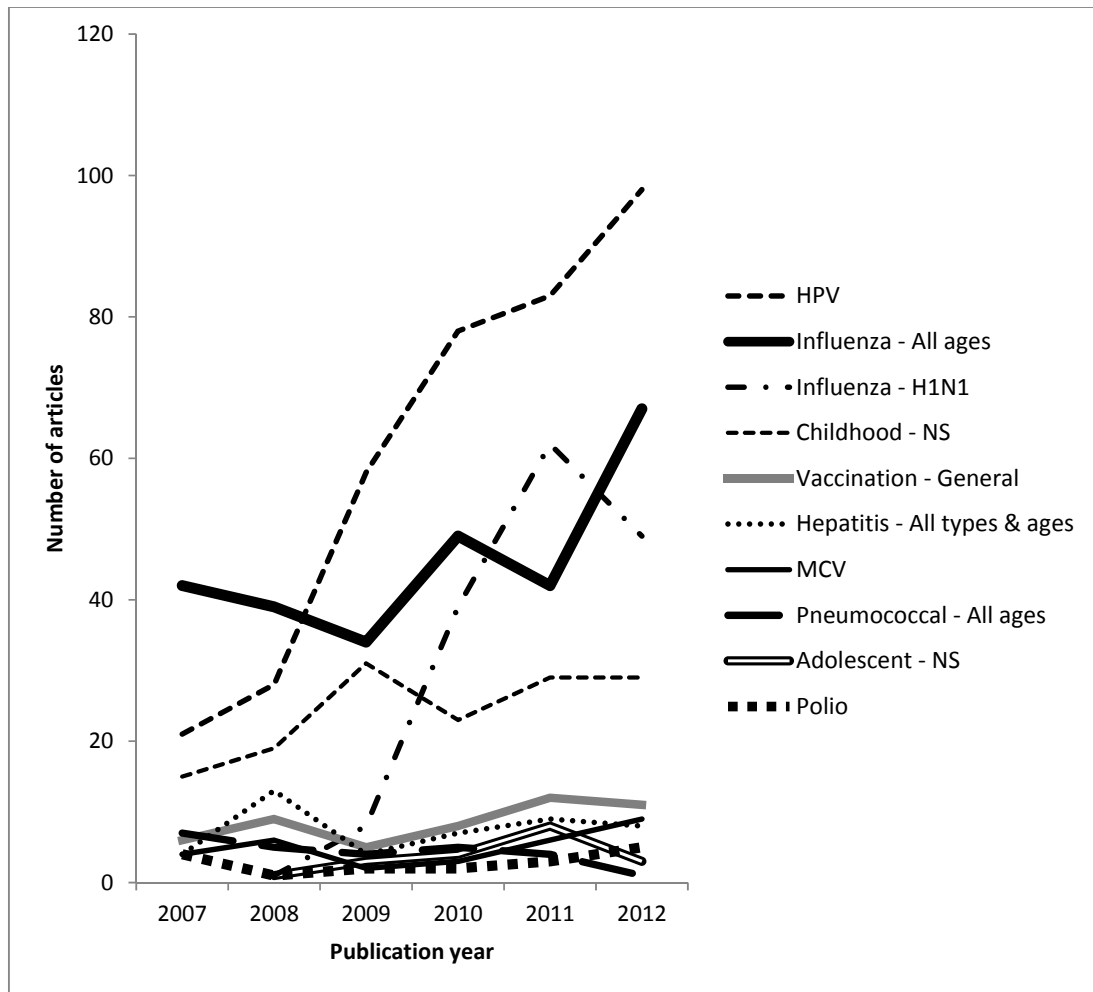 120
100
80
60
40
20
0
Number of articles
2007 2008 2009 2010 2011 2012
Publication year
HPV
Influenza - All ages
Influenza - H1N1
Childhood - NS
Vaccination - General
Hepatitis - All types & ages
MCV
Pneumococcal - All ages
Adolescent - NS
Polio